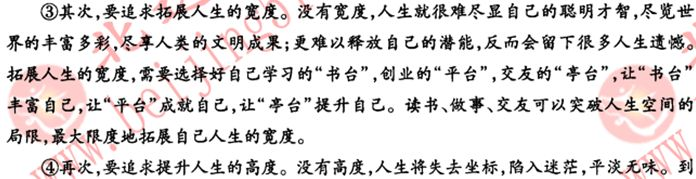 ③其次,要追求拓展人生的宽度。没有宽度,人生就很难尽显自己的聪明才智,尽览世
界的丰富多彩,尽享人类的文明成果;更难以释放自己的潜能,反而会留下很多人生遗憾。
拓展人生的宽度,需要选择好自己学习的“书台”,创业的“平台”,交友的“亭台”,让“书台”
丰富自己,让“平台”成就自己,让“亭台”提升自己。读书、做事、交友可以突破人生空间的
局限,最大限度地拓展自己人生的宽度。
④再次,要追求提升人生的高度。没有高度,人生将失去坐标,陷入迷茫,平淡无味。到